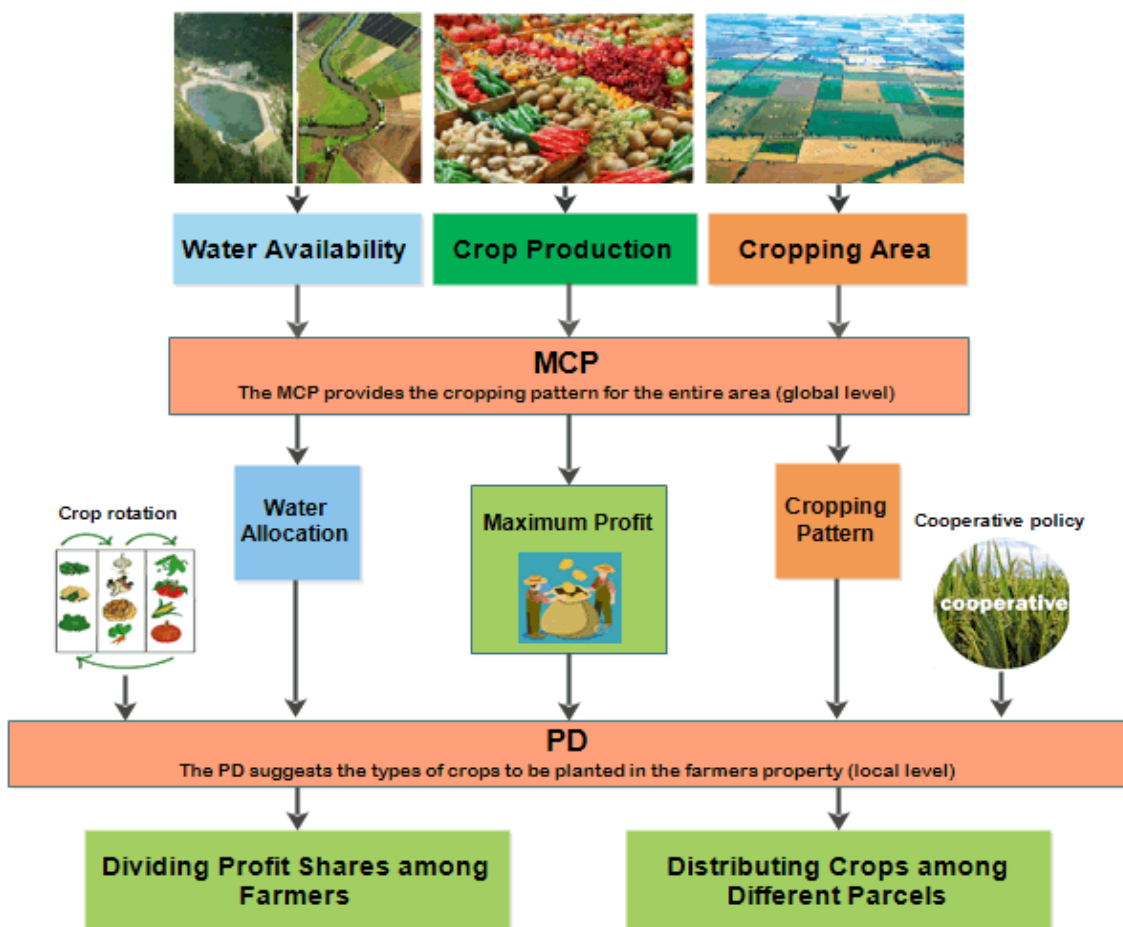 Water Availability
Crop Production
Cropping Area
MCP
The MCP provides the cropping pattern for the entire area (global level)
Crop rotation
Water
Allocation
Maximum Profit
Cropping
Pattern
Cooperative policy
cooperative
PD
The PD suggests the types of crops to be planted in the farmers property (local level)
Dividing Profit Shares among
Farmers
Distributing Crops among
Different Parcels